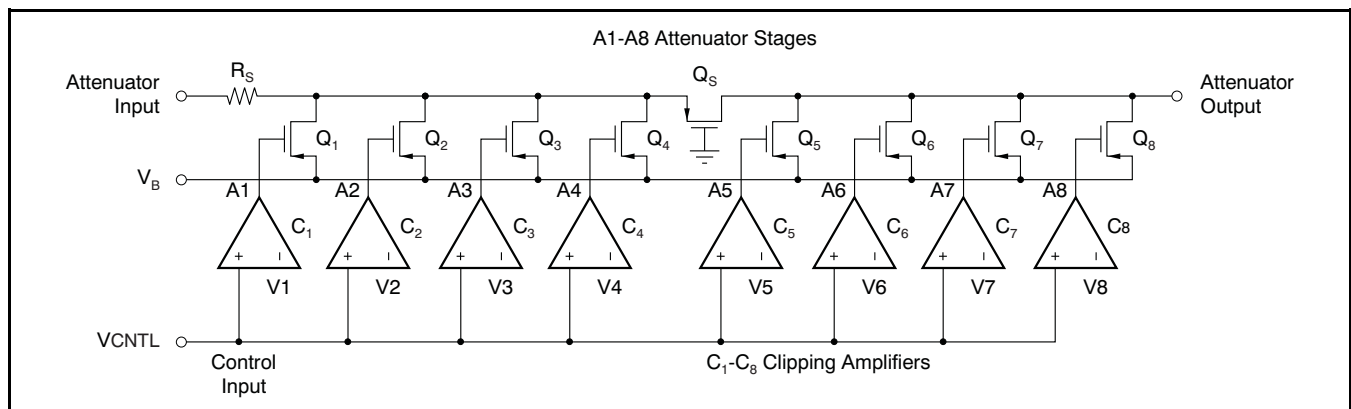 A1-A8 Attenuator Stages
Attenuator Input
R_S
Q_S
Attenuator Output
Q_1
Q_2
Q_3
Q_4
Q_5
Q_6
Q_7
Q_8
V_B
A1
A2
A3
A4
A5
A6
A7
A8
C_1
C_2
C_3
C_4
C_5
C_6
C_7
C_8
+ –
+ –
+ –
+ –
+ –
+ –
+ –
+ –
V1
V2
V3
V4
V5
V6
V7
V8
VCNTL
Control Input
C_1-C_8 Clipping Amplifiers